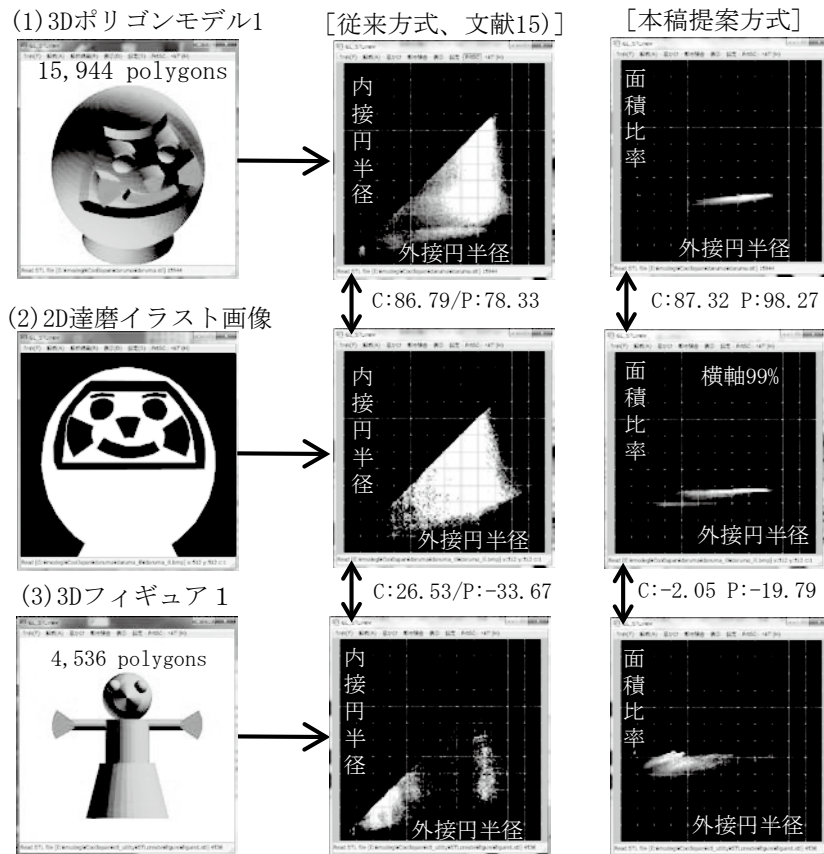 (1)3Dポリゴンモデル1
[従来方式、文献15)]
[本稿提案方式]
15,944 polygons
内接円半径
外接円半径
面積比率
外接円半径
C:86.79/P:78.33
C:87.32 P:98.27
(2)2D達磨イラスト画像
内接円半径
外接円半径
面積比率
横軸99%
外接円半径
C:26.53/P:-33.67
C:-2.05 P:-19.79
(3)3Dフィギュア1
4,536 polygons
内接円半径
外接円半径
面積比率
外接円半径